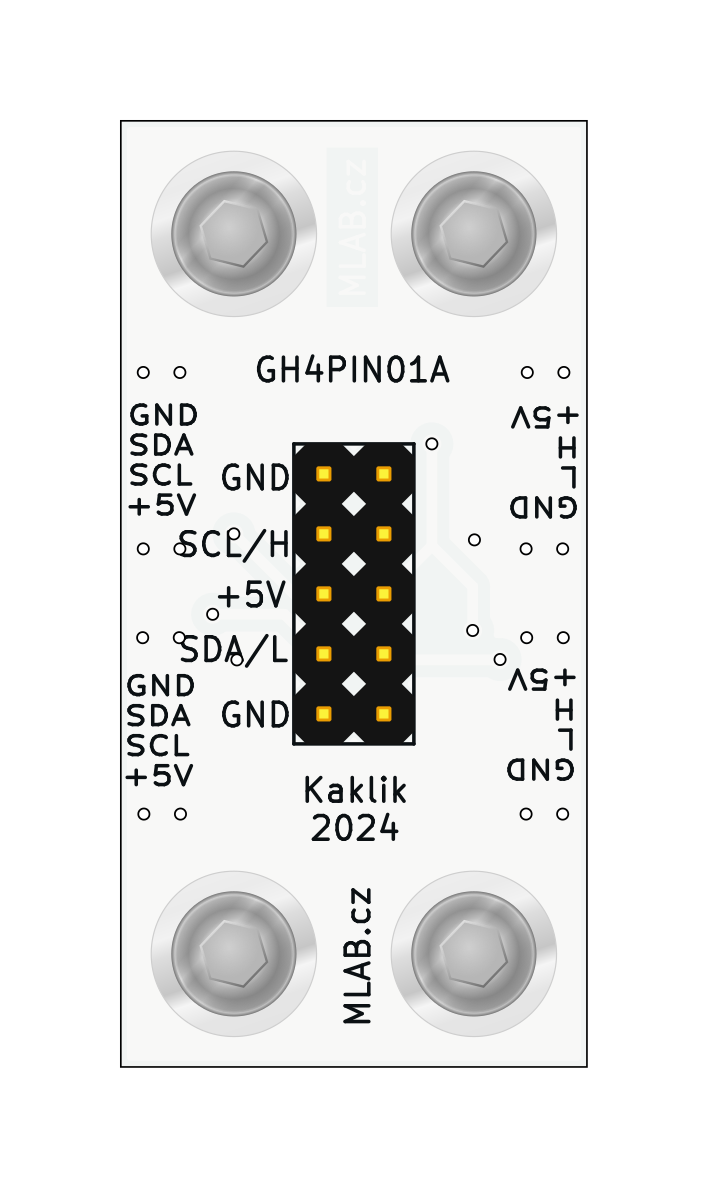 MLAB.cz
GH4PIN01A
GND
SDA
SCL
+5V
+5V
H
L
GND
GND
SCL/H
+5V
SDA/L
GND
GND
SDA
SCL
+5V
+5V
H
L
GND
Kaklik
2024
MLAB.cz